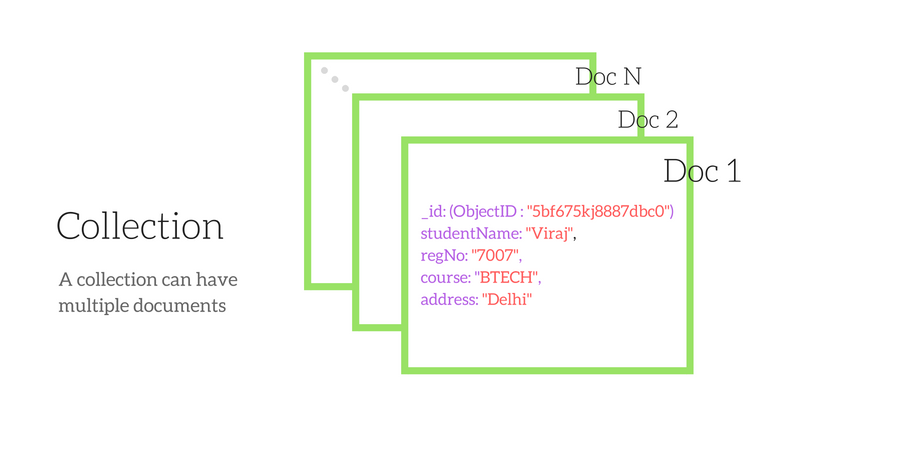 Doc N
Doc 2
Doc 1
Collection
A collection can have
multiple documents
_id: (ObjectID : "5bf675kj8887dbc0")
studentName: "Viraj",
regNo: "7007",
course: "BTECH",
address: "Delhi"